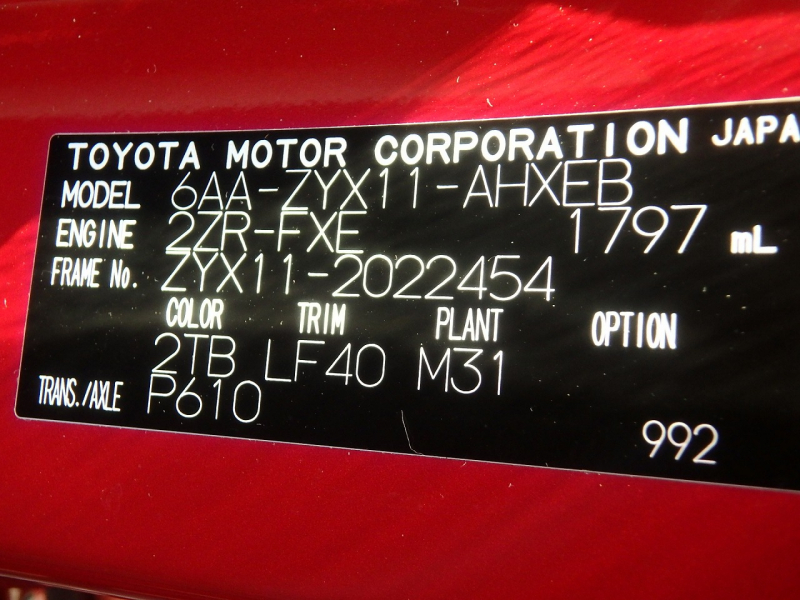 TOYOTA MOTOR CORPORATION JAPA
MODEL 6AA-ZYX11-AHXEB
ENGINE 2ZR-FXE 1797 mL
FRAME No. ZYX11-2022454
COLOR TRIM PLANT OPTION
2TB LF40 M31
TRANS./AXLE P610
992